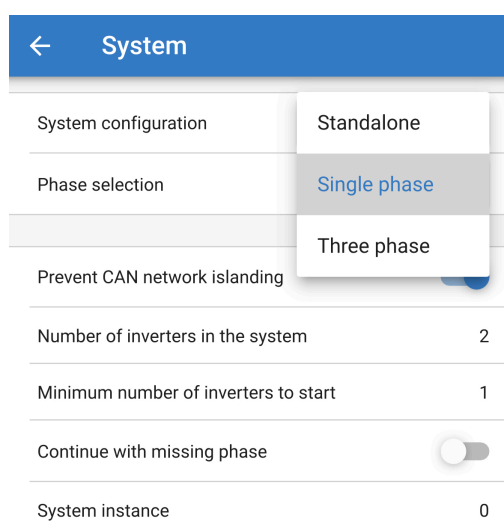 System
System configuration
Standalone
Phase selection
Single phase
Three phase
Prevent CAN network islanding
Number of inverters in the system 2
Minimum number of inverters to start 1
Continue with missing phase
System instance 0